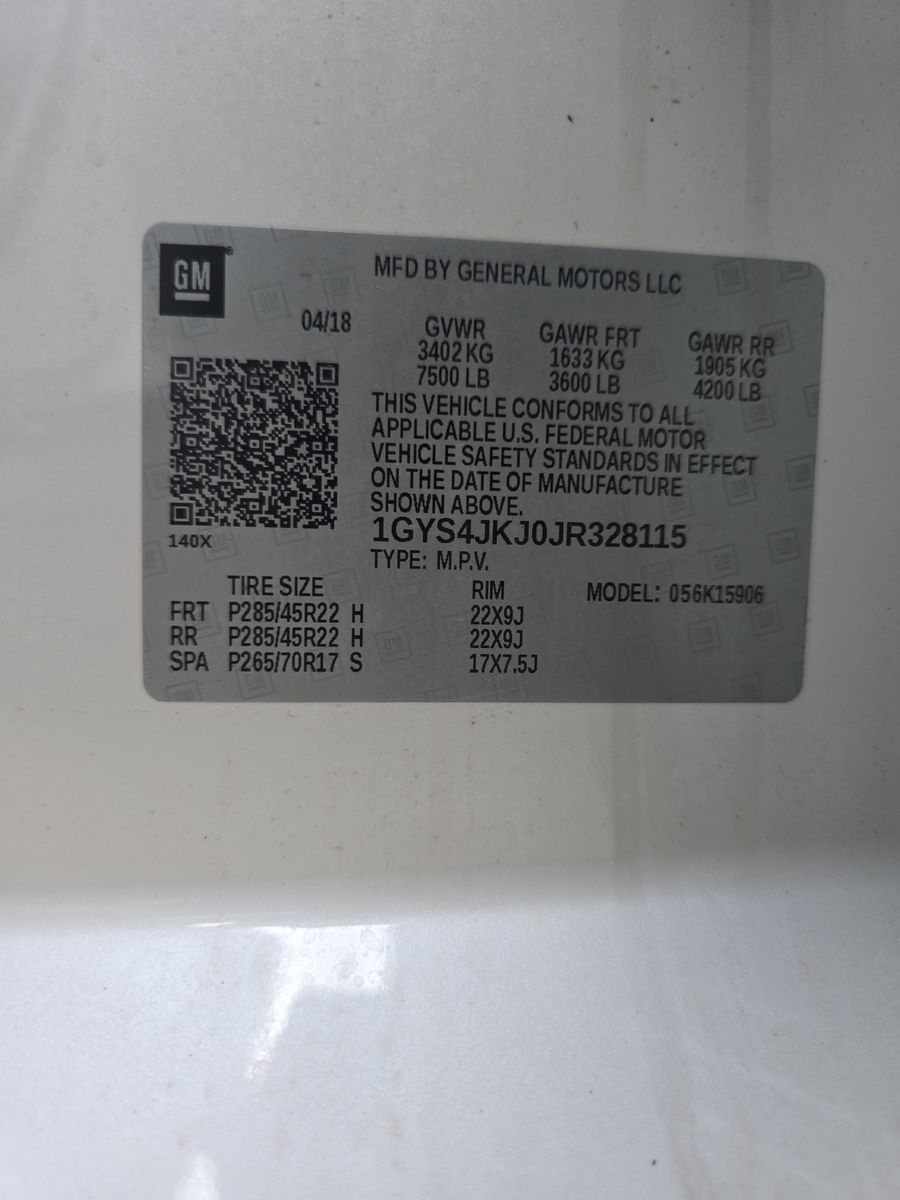 GM
MFD BY GENERAL MOTORS LLC
04/18
GVWR GAWR FRT GAWR RR
3402 KG 1633 KG 1905 KG
7500 LB 3600 LB 4200 LB
THIS VEHICLE CONFORMS TO ALL
APPLICABLE U.S. FEDERAL MOTOR
VEHICLE SAFETY STANDARDS IN EFFECT
ON THE DATE OF MANUFACTURE
SHOWN ABOVE.
1GYS4JKJ0JR328115
140X
TYPE: M.P.V.
TIRE SIZE RIM MODEL: 056K15906
FRT P285/45R22 H 22X9J
RR P285/45R22 H 22X9J
SPA P265/70R17 S 17X7.5J